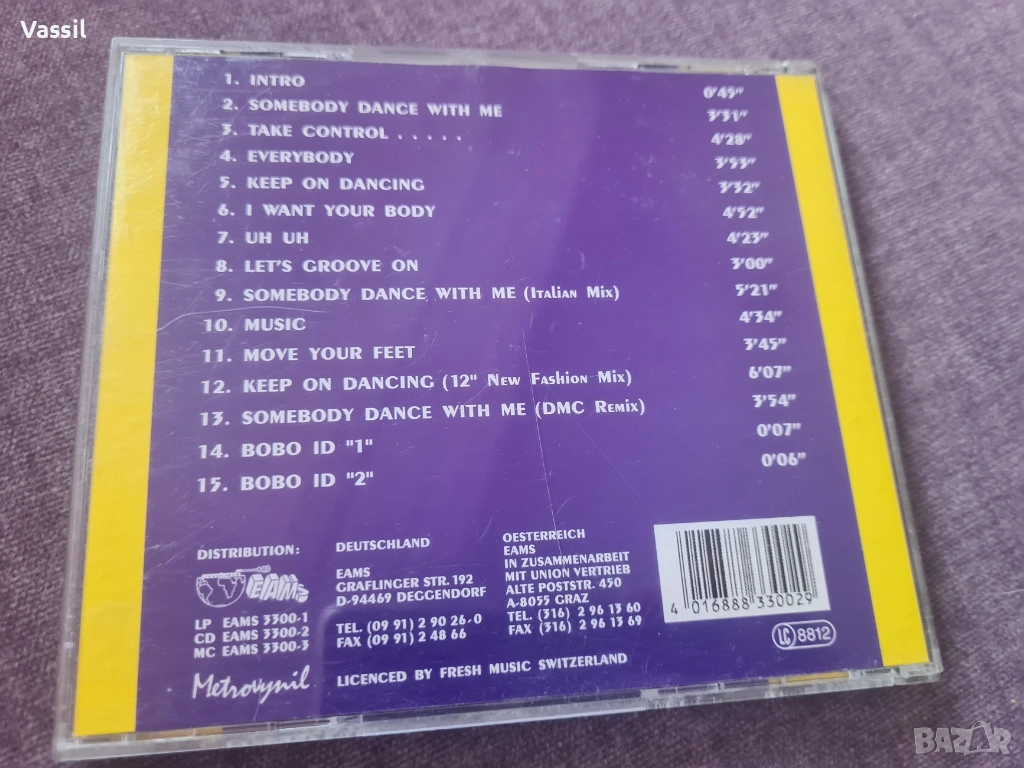 Vassil
1. INTRO 0'45"
2. SOMEBODY DANCE WITH ME 3'31"
3. TAKE CONTROL . . . . . 4'28"
4. EVERYBODY 3'53"
5. KEEP ON DANCING 3'32"
6. I WANT YOUR BODY 4'52"
7. UH UH 4'23"
8. LET'S GROOVE ON 3'00"
9. SOMEBODY DANCE WITH ME (Italian Mix) 5'21"
10. MUSIC 4'34"
11. MOVE YOUR FEET 3'45"
12. KEEP ON DANCING (12" New Fashion Mix) 6'07"
13. SOMEBODY DANCE WITH ME (DMC Remix) 3'54"
14. BOBO ID "1" 0'07"
15. BOBO ID "2" 0'06"
DISTRIBUTION:
EAMS
LP EAMS 3300-1
CD EAMS 3300-2
MC EAMS 3300-3
Metrovynil
DEUTSCHLAND
EAMS
GRAFLINGER STR. 192
D-94469 DEGGENDORF
TEL. (09 91) 2 90 26-0
FAX (09 91) 2 48 66
OESTERREICH
EAMS
IN ZUSAMMENARBEIT
MIT UNION VERTRIEB
ALTE POSTSTR. 450
A-8055 GRAZ
TEL. (316) 2 96 13 60
FAX (316) 2 96 13 69
LICENCED BY FRESH MUSIC SWITZERLAND
4 016888 330029
LC 8812
BAZAR